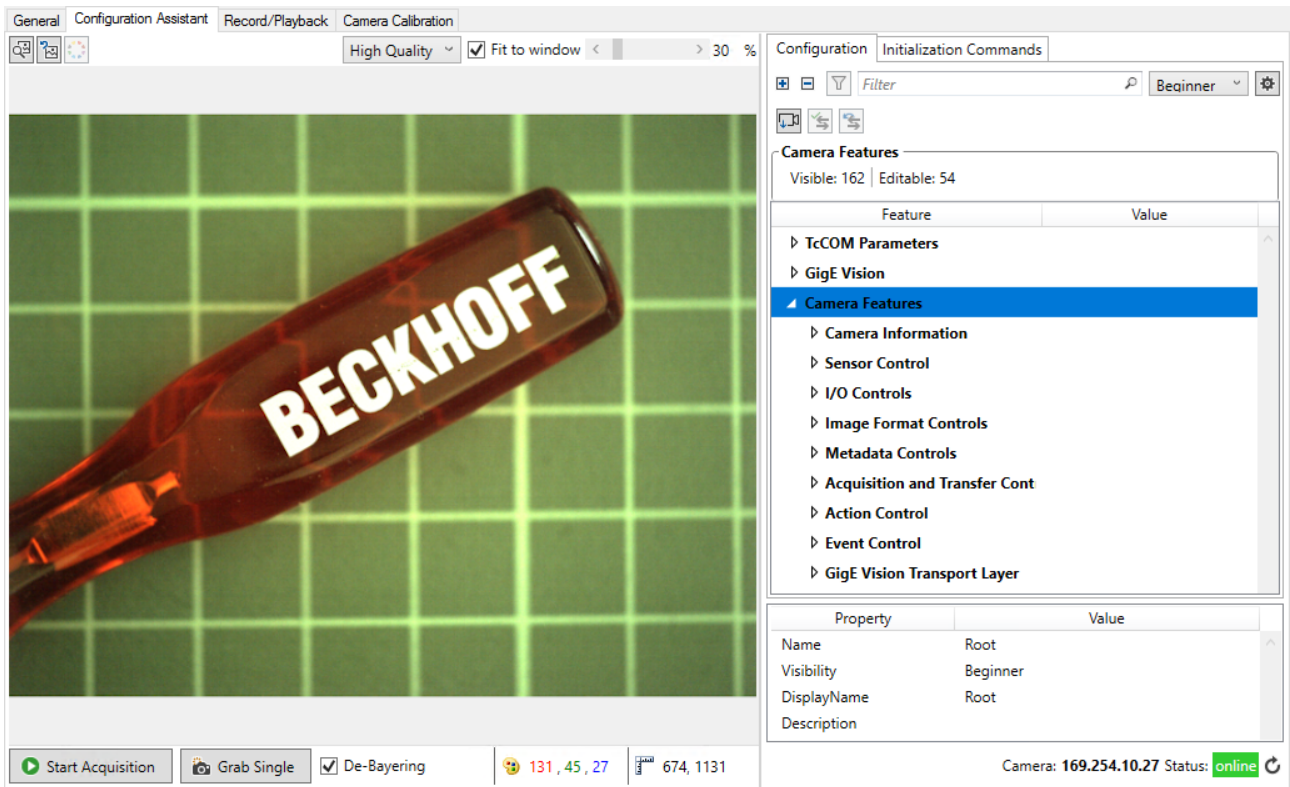 General Configuration Assistant Record/Playback Camera Calibration
High Quality Fit to window 30 %
BECKHOFF
Start Acquisition Grab Single De-Bayering 131 , 45 , 27 674, 1131
Configuration Initialization Commands
Filter Beginner
Camera Features
Visible: 162 Editable: 54
Feature Value
TcCOM Parameters
GigE Vision
Camera Features
Camera Information
Sensor Control
I/O Controls
Image Format Controls
Metadata Controls
Acquisition and Transfer Cont
Action Control
Event Control
GigE Vision Transport Layer
Property Value
Name Root
Visibility Beginner
DisplayName Root
Description
Camera: 169.254.10.27 Status: online